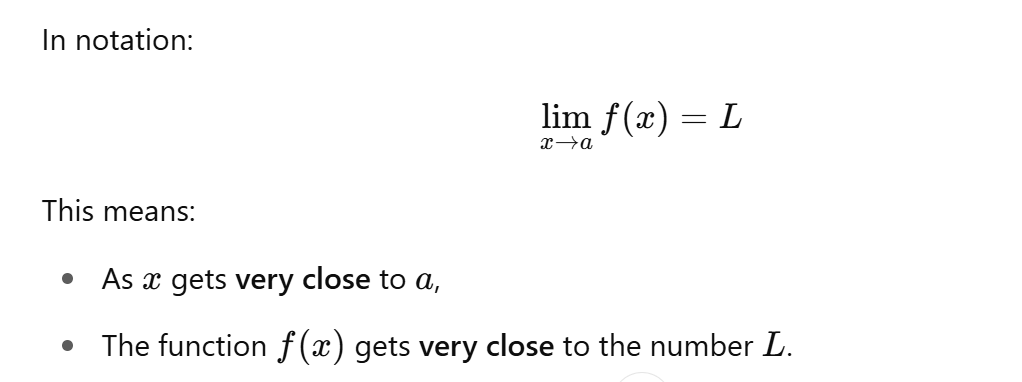 In notation:
lim f(x) = L
x→a
This means:
• As x gets very close to a,
• The function f(x) gets very close to the number L.